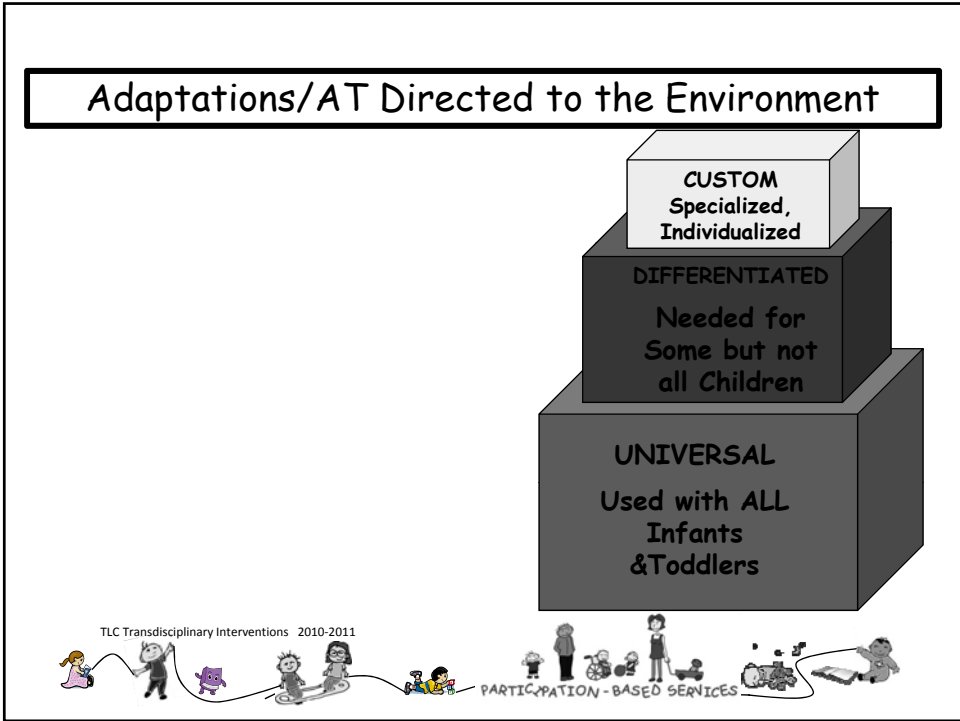 Adaptations/AT Directed to the Environment
CUSTOM
Specialized,
Individualized
DIFFERENTIATED
Needed for
Some but not
all Children
UNIVERSAL
Used with ALL
Infants
&Toddlers
TLC Transdisciplinary Interventions 2010-2011
PARTICIPATION-BASED SERVICES